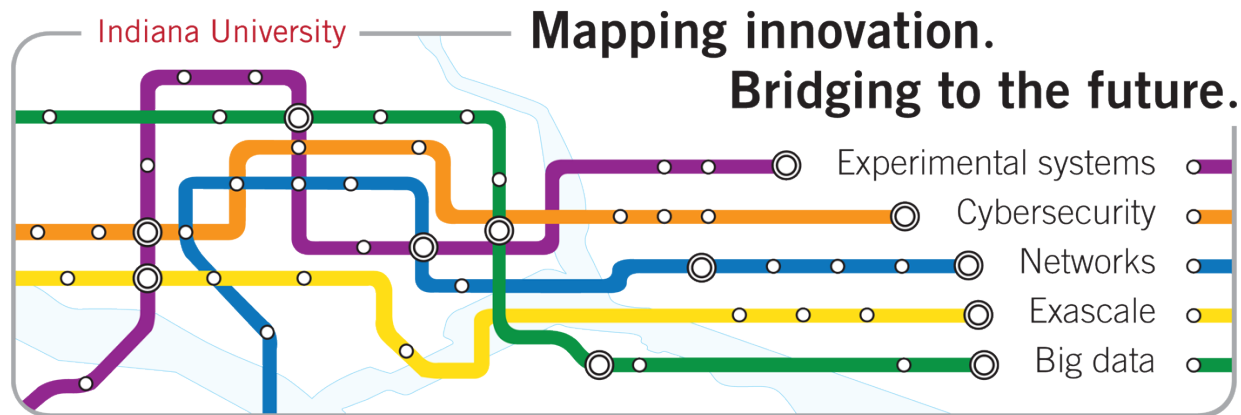 Indiana University
Mapping innovation.
Bridging to the future.
Experimental systems
Cybersecurity
Networks
Exascale
Big data